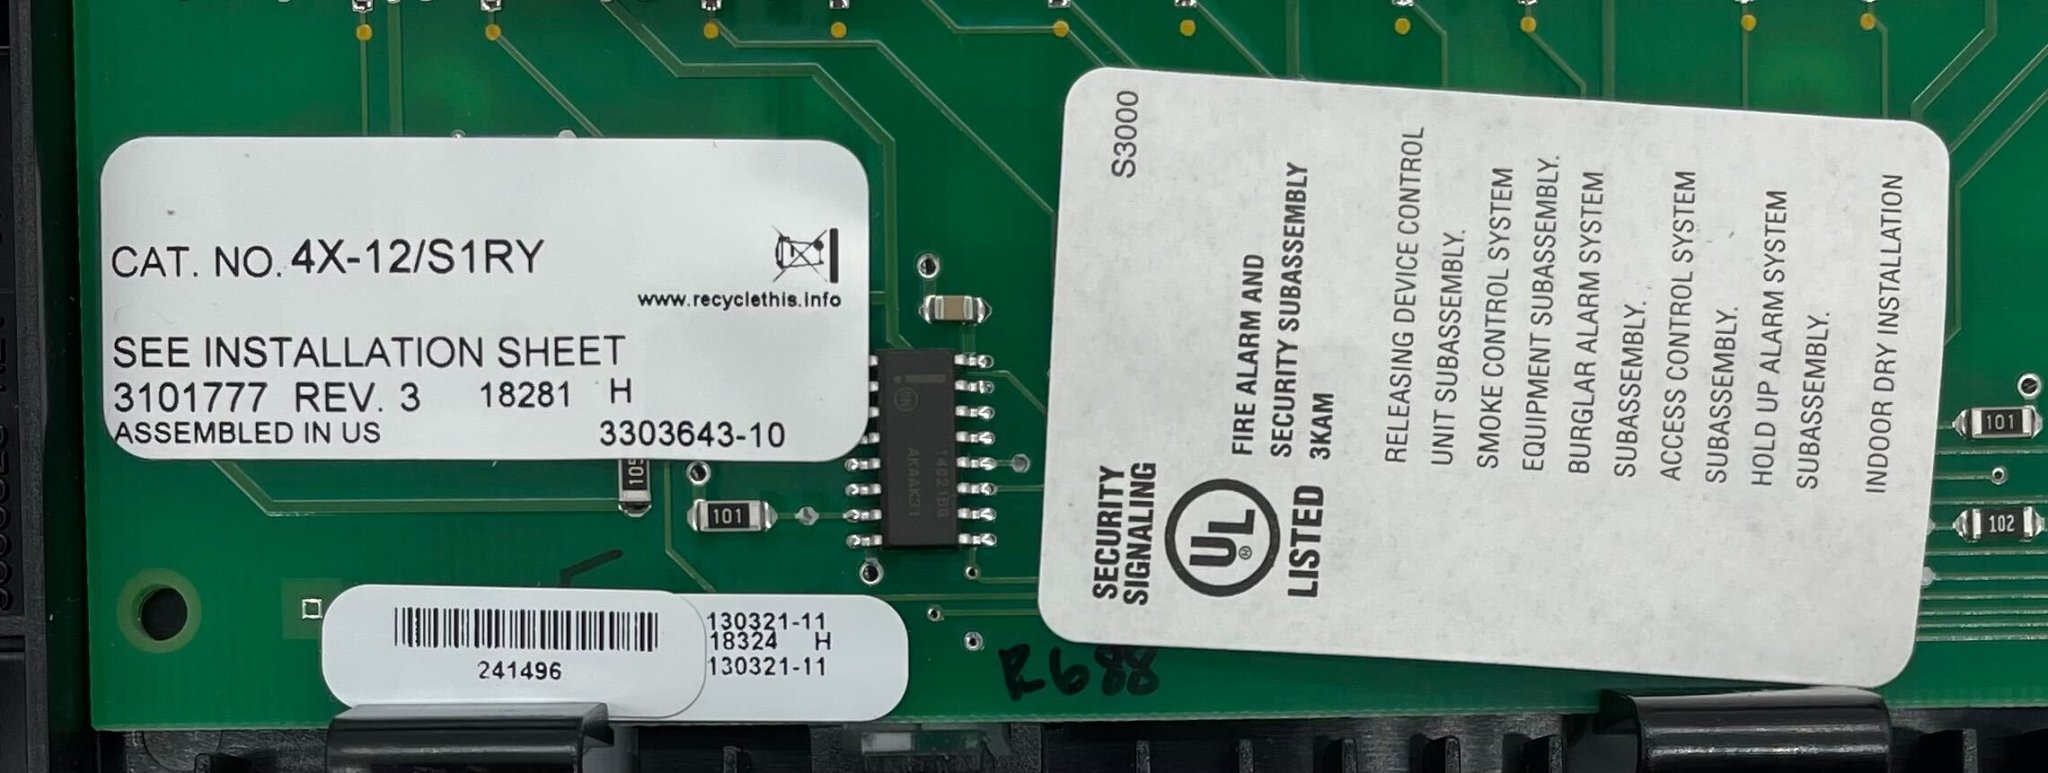 CAT. NO. 4X-12/S1RY
www.recyclethis.info
SEE INSTALLATION SHEET
3101777 REV. 3 18281 H
ASSEMBLED IN US 3303643-10
105
101
14021BG
AKAAK31
241496
130321-11
18324 H
130321-11
R688
S3000
SECURITY
SIGNALING
UL
®
LISTED
FIRE ALARM AND
SECURITY SUBASSEMBLY
3KAM
RELEASING DEVICE CONTROL
UNIT SUBASSEMBLY.
SMOKE CONTROL SYSTEM
EQUIPMENT SUBASSEMBLY.
BURGLAR ALARM SYSTEM
SUBASSEMBLY.
ACCESS CONTROL SYSTEM
SUBASSEMBLY.
HOLD UP ALARM SYSTEM
SUBASSEMBLY.
INDOOR DRY INSTALLATION
101
102